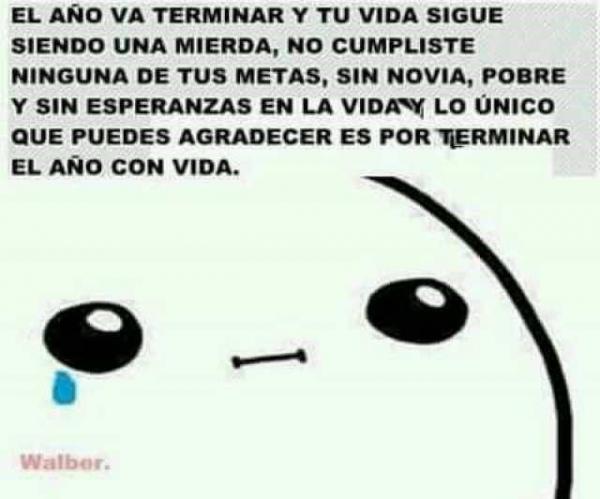 EL AÑO VA TERMINAR Y TU VIDA SIGUE
SIENDO UNA MIERDA, NO CUMPLISTE
NINGUNA DE TUS METAS, SIN NOVIA, POBRE
Y SIN ESPERANZAS EN LA VIDA Y LO ÚNICO
QUE PUEDES AGRADECER ES POR TERMINAR
EL AÑO CON VIDA.
Walber.